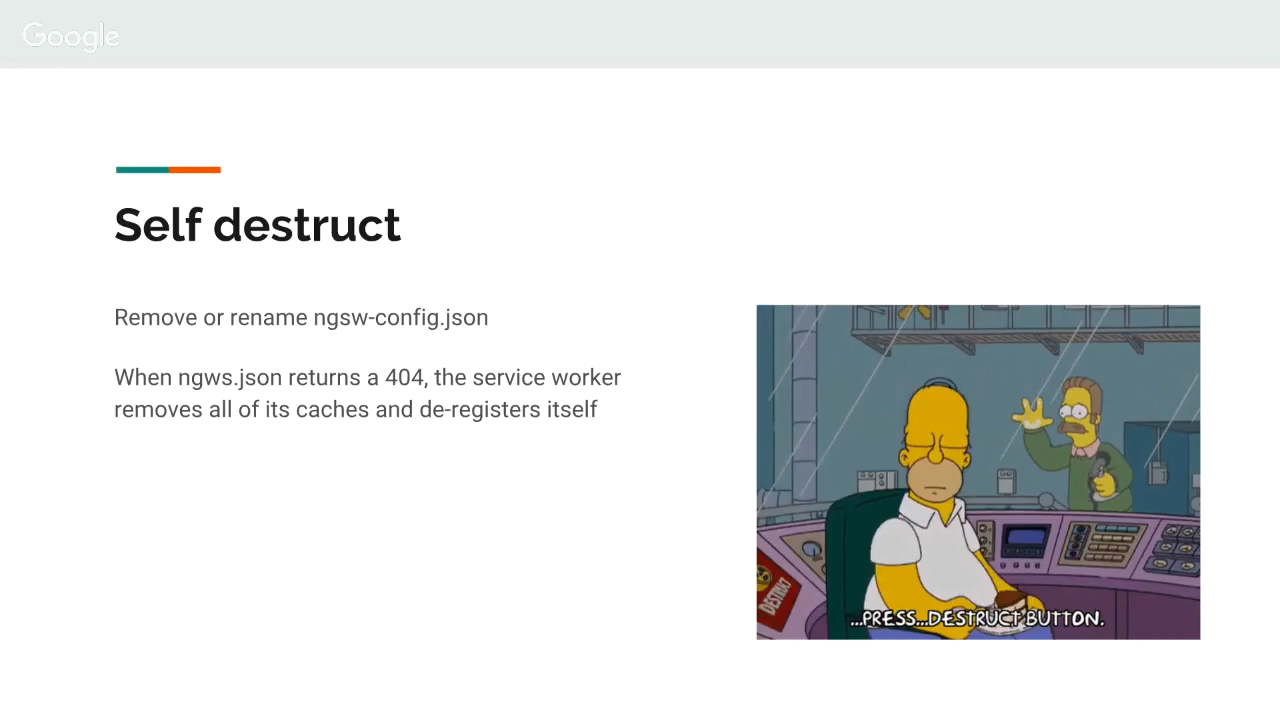 Google
Self destruct
Remove or rename ngsw-config.json
When ngws.json returns a 404, the service worker
removes all of its caches and de-registers itself
DESTRUCT
...PRESS...DESTRUCT BUTTON.